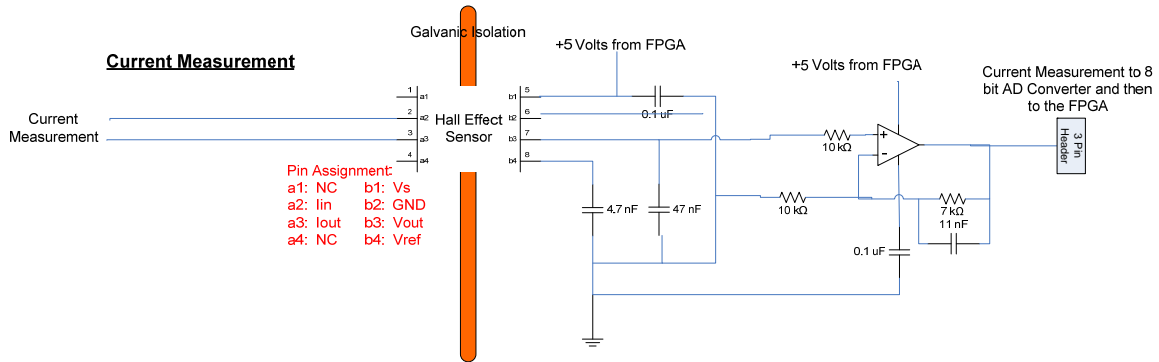 Galvanic Isolation
Current Measurement
+5 Volts from FPGA
+5 Volts from FPGA
Current Measurement to 8
bit AD Converter and then
to the FPGA
1
a1
2
a2
3
a3
4
a4
5
b1
6
b2
7
b3
8
b4
Current
Measurement
Hall Effect
Sensor
0.1 uF
10 kΩ
+
-
3 Pin
Header
Pin Assignment:
a1: NC b1: Vs
a2: Iin b2: GND
a3: Iout b3: Vout
a4: NC b4: Vref
4.7 nF
47 nF
10 kΩ
7 kΩ
11 nF
0.1 uF